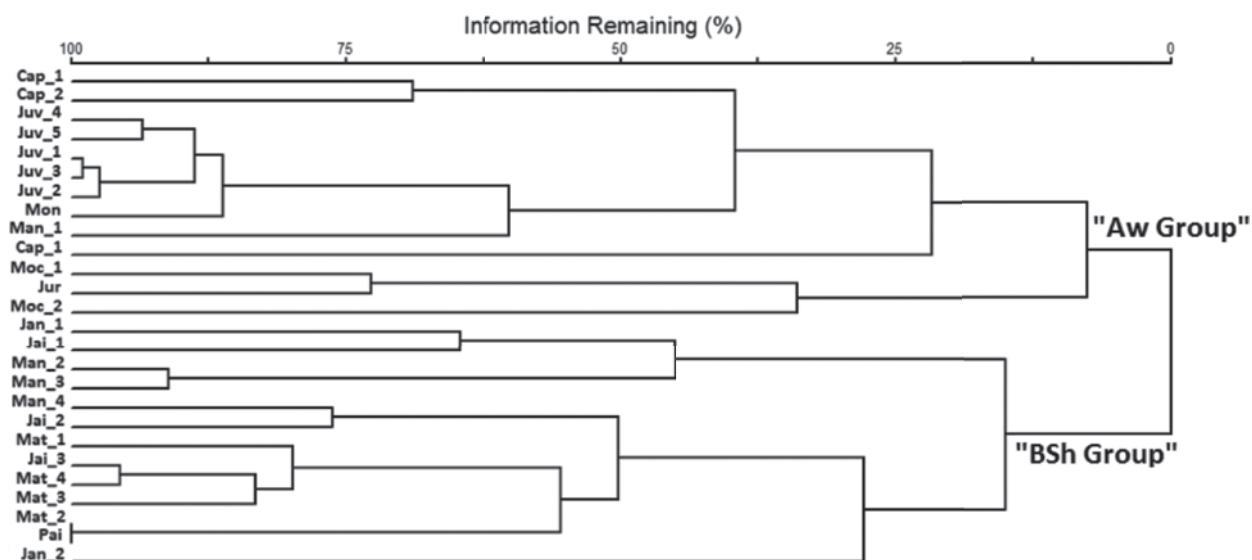 Information Remaining (%)
100 75 50 25 0
Cap_1
Cap_2
Juv_4
Juv_5
Juv_1
Juv_3
Juv_2
Mon
Man_1
"Aw Group"
Cap_1
Moc_1
Jur
Moc_2
Jan_1
Jai_1
Man_2
Man_3
Man_4
Jai_2
Mat_1
"BSh Group"
Jai_3
Mat_4
Mat_3
Mat_2
Pai
Jan_2